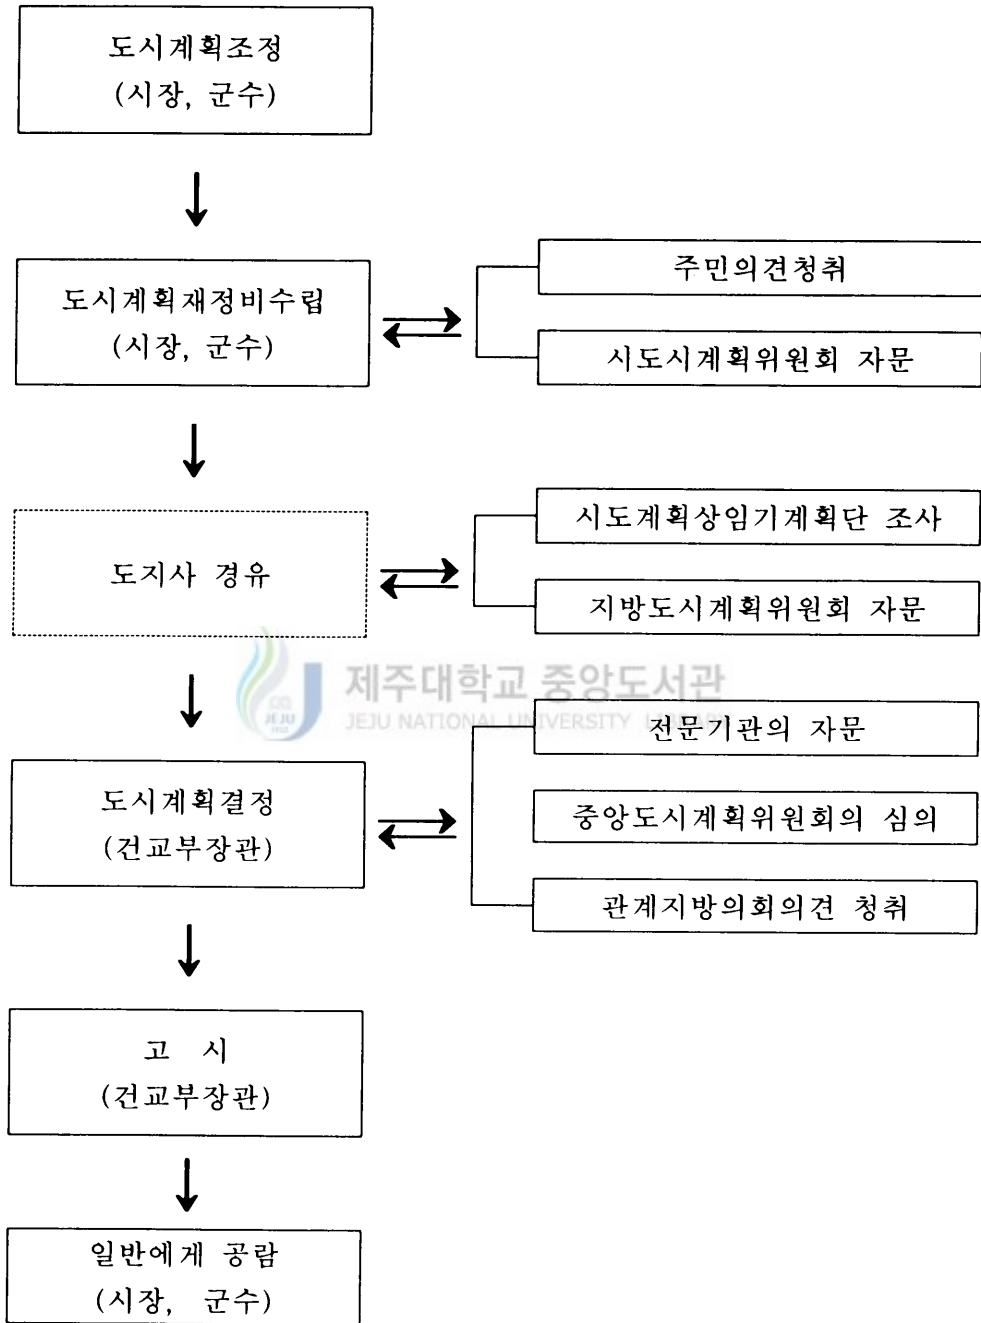 도시계획조정
(시장, 군수)
도시계획재정비수립
(시장, 군수)
주민의견청취
시도시계획위원회 자문
도지사 경유
시도계획상임기계획단 조사
지방도시계획위원회 자문
제주대학교 중앙도서관
JEJU NATIONAL UNIVERSITY LIBRARY
JEJU
1952
도시계획결정
(건교부장관)
전문기관의 자문
중앙도시계획위원회의 심의
관계지방의회의견 청취
고 시
(건교부장관)
일반에게 공람
(시장, 군수)